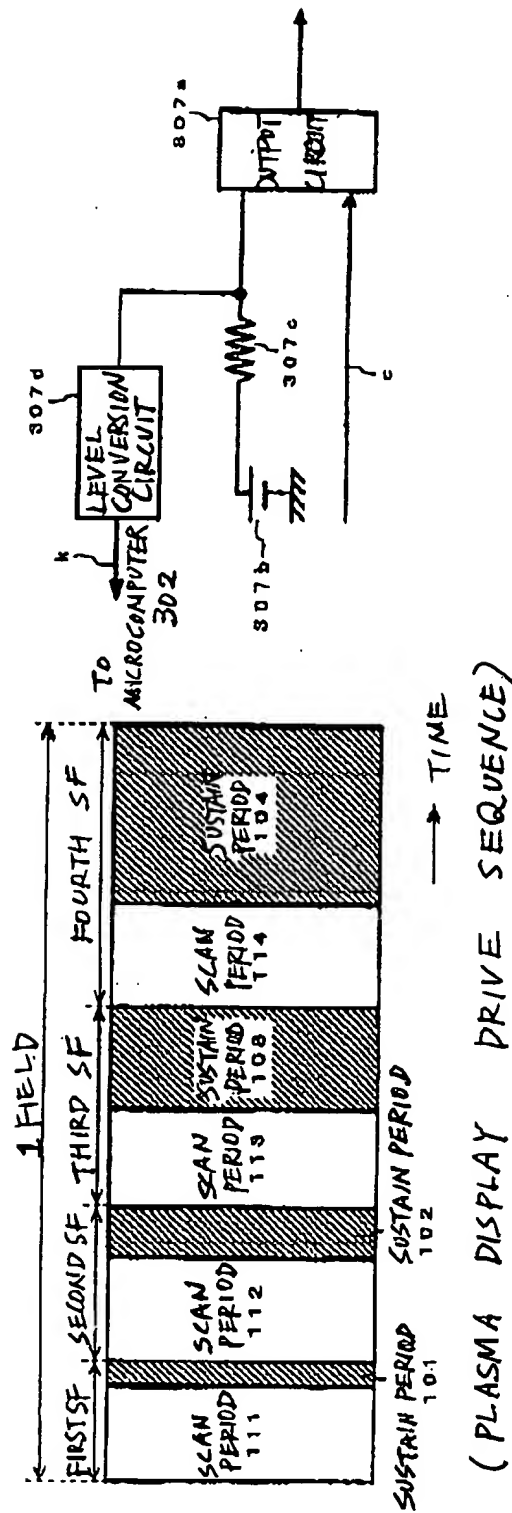 1 FIELD
FIRST SF
SECOND SF
THIRD SF
FOURTH SF
SCAN
PERIOD
111
SCAN
PERIOD
112
SCAN
PERIOD
113
SUSTAIN
PERIOD
103
SCAN
PERIOD
114
SUSTAIN
PERIOD
104
SUSTAIN PERIOD
101
SUSTAIN PERIOD
102
TIME
(PLASMA DISPLAY DRIVE SEQUENCE)
307d
LEVEL
CONVERSION
CIRCUIT
k
TO
MICROCOMPUTER
302
307c
307b
c
307a
OUTPUT
CIRCUIT